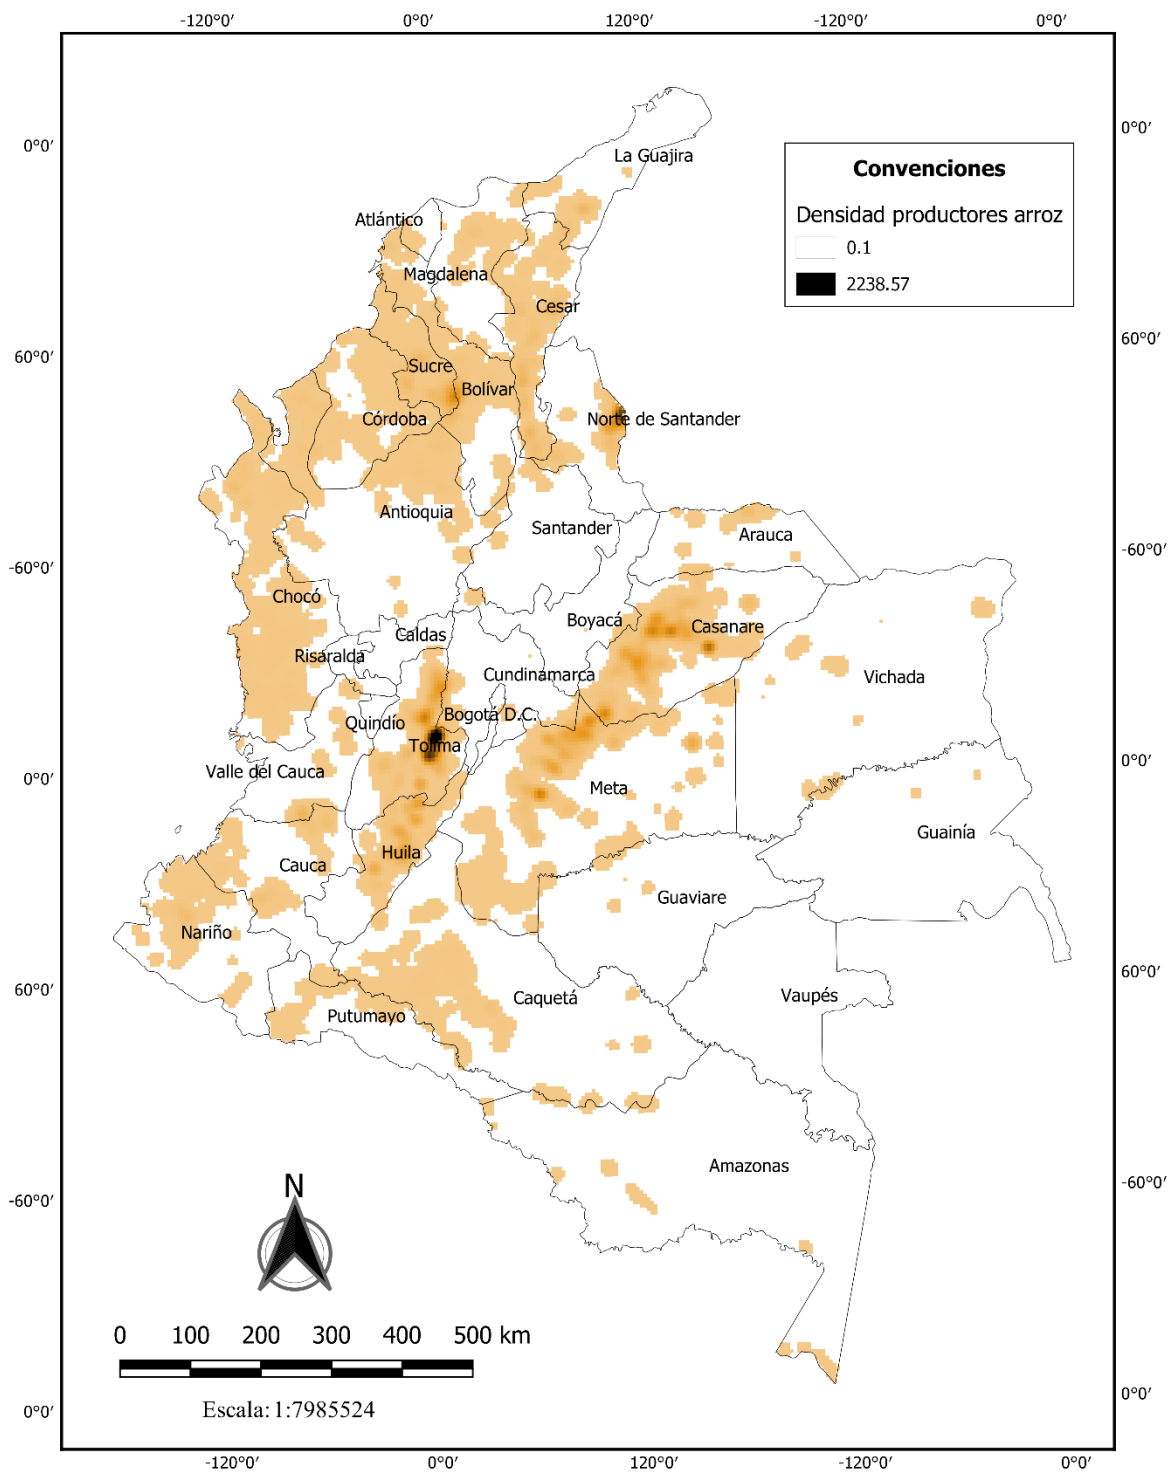 -120°0′ 0°0′ 120°0′ -120°0′ 0°0′
0°0′ 0°0′
La Guajira
Convenciones
Densidad productores arroz
0.1
2238.57
Atlántico
Magdalena
Cesar
60°0′ 60°0′
Sucre
Bolívar
Córdoba
Norte de Santander
Antioquia
Santander
Arauca
-60°0′ -60°0′
Chocó
Boyacá
Casanare
Caldas
Risaralda
Cundinamarca
Vichada
Quindío
Bogotá D.C.
Tolima
Valle del Cauca
0°0′ 0°0′
Meta
Guainía
Huila
Cauca
Guaviare
Nariño
60°0′ 60°0′
Caquetá
Vaupés
Putumayo
Amazonas
-60°0′ -60°0′
N
0 100 200 300 400 500 km
Escala: 1:7985524
0°0′ 0°0′
-120°0′ 0°0′ 120°0′ -120°0′ 0°0′